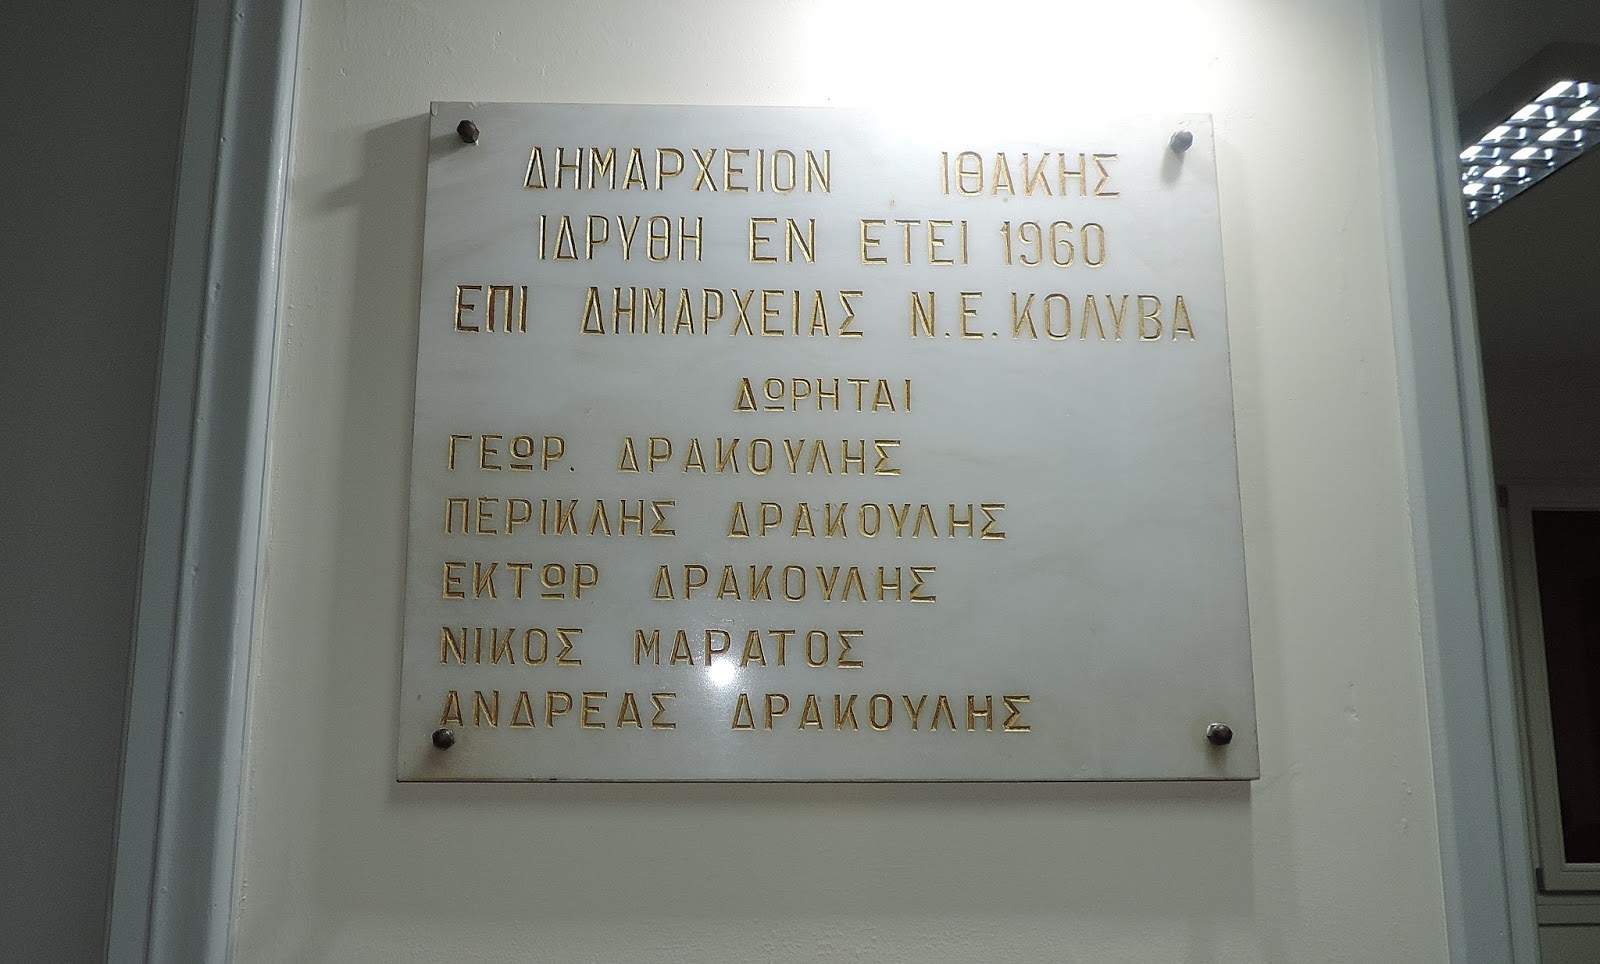 ΔΗΜΑΡΧΕΙΟΝ ΙΘΑΚΗΣ
ΙΔΡΥΘΗ ΕΝ ΕΤΕΙ 1960
ΕΠΙ ΔΗΜΑΡΧΕΙΑΣ Ν.Ε.ΚΟΛΥΒΑ
ΔΩΡΗΤΑΙ
ΓΕΩΡ. ΔΡΑΚΟΥΛΗΣ
ΠΕΡΙΚΛΗΣ ΔΡΑΚΟΥΛΗΣ
ΕΚΤΩΡ ΔΡΑΚΟΥΛΗΣ
ΝΙΚΟΣ ΜΑΡΑΤΟΣ
ΑΝΔΡΕΑΣ ΔΡΑΚΟΥΛΗΣ